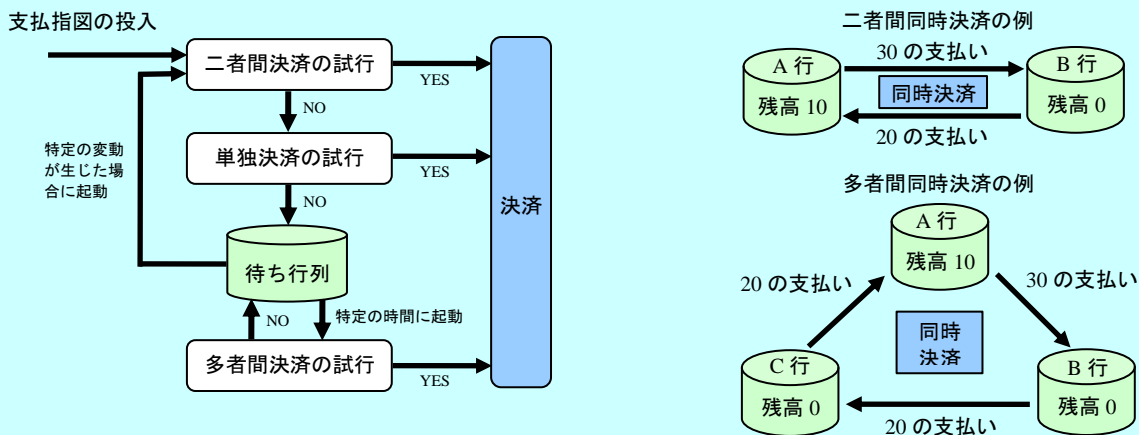 支払指図の投入
二者間決済の試行
YES
NO
特定の変動
が生じた場
合に起動
単独決済の試行
YES
NO
決済
待ち行列
NO
特定の時間に起動
多者間決済の試行
YES
二者間同時決済の例
30 の支払い
A 行
残高 10
同時決済
B 行
残高 0
20 の支払い
多者間同時決済の例
A 行
残高 10
20 の支払い
30 の支払い
同時
決済
C 行
残高 0
B 行
残高 0
20 の支払い